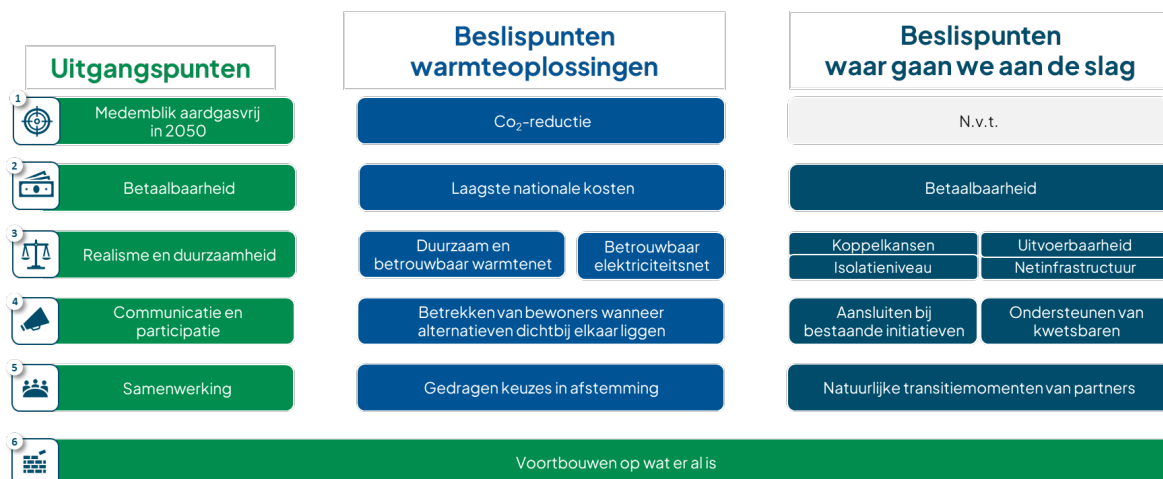 Uitgangspunten
Beslispunten
warmteoplossingen
Beslispunten
waar gaan we aan de slag
1
Medemblik aardgasvrij
in 2050
Co₂-reductie
N.v.t.
2
Betaalbaarheid
Laagste nationale kosten
Betaalbaarheid
3
Realisme en duurzaamheid
Duurzaam en
betrouwbaar warmtenet
Betrouwbaar
elektriciteitsnet
Koppelkansen
Uitvoerbaarheid
Isolatieniveau
Netinfrastructuur
4
Communicatie en
participatie
Betrekken van bewoners wanneer
alternatieven dichtbij elkaar liggen
Aansluiten bij
bestaande initiatieven
Ondersteunen van
kwetsbaren
5
Samenwerking
Gedragen keuzes in afstemming
Natuurlijke transitiemomenten van partners
6
Voortbouwen op wat er al is